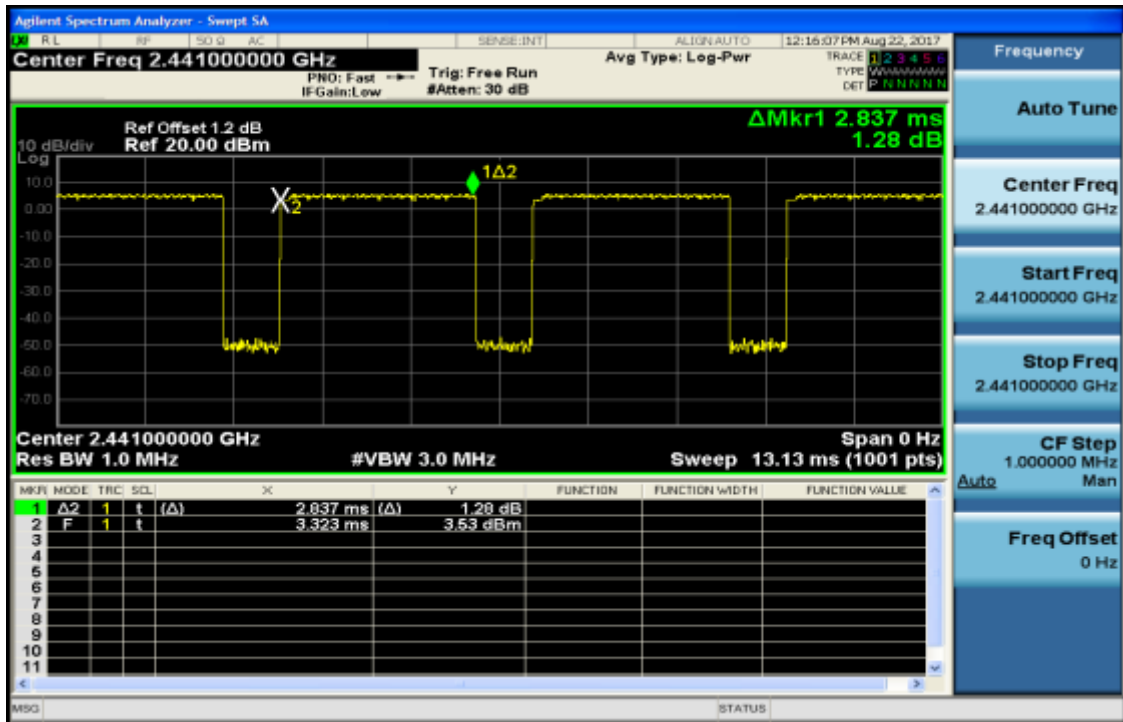 Agilent Spectrum Analyzer - Swept SA
RL RF 50 Ω AC SENSE:INT ALIGN AUTO 12:16:07 PM Aug 22, 2017
Center Freq 2.441000000 GHz
PNO: Fast
IFGain:Low
Trig: Free Run
#Atten: 30 dB
Avg Type: Log-Pwr
TRACE 1 2 3 4 5 6
TYPE
DET P N N N N N
ΔMkr1 2.837 ms
1.28 dB
Ref Offset 1.2 dB
10 dB/div Ref 20.00 dBm
Log
10.0
0.00
-10.0
-20.0
-30.0
-40.0
-50.0
-60.0
-70.0
1Δ2
X2
Center 2.441000000 GHz Span 0 Hz
Res BW 1.0 MHz #VBW 3.0 MHz Sweep 13.13 ms (1001 pts)
MKR MODE TRC SCL X Y FUNCTION FUNCTION WIDTH FUNCTION VALUE
1 Δ2 1 t (Δ) 2.837 ms (Δ) 1.28 dB
2 F 1 t 3.323 ms 3.53 dBm
3
4
5
6
7
8
9
10
11
MSG STATUS
Frequency
Auto Tune
Center Freq
2.441000000 GHz
Start Freq
2.441000000 GHz
Stop Freq
2.441000000 GHz
CF Step
1.000000 MHz
Auto Man
Freq Offset
0 Hz